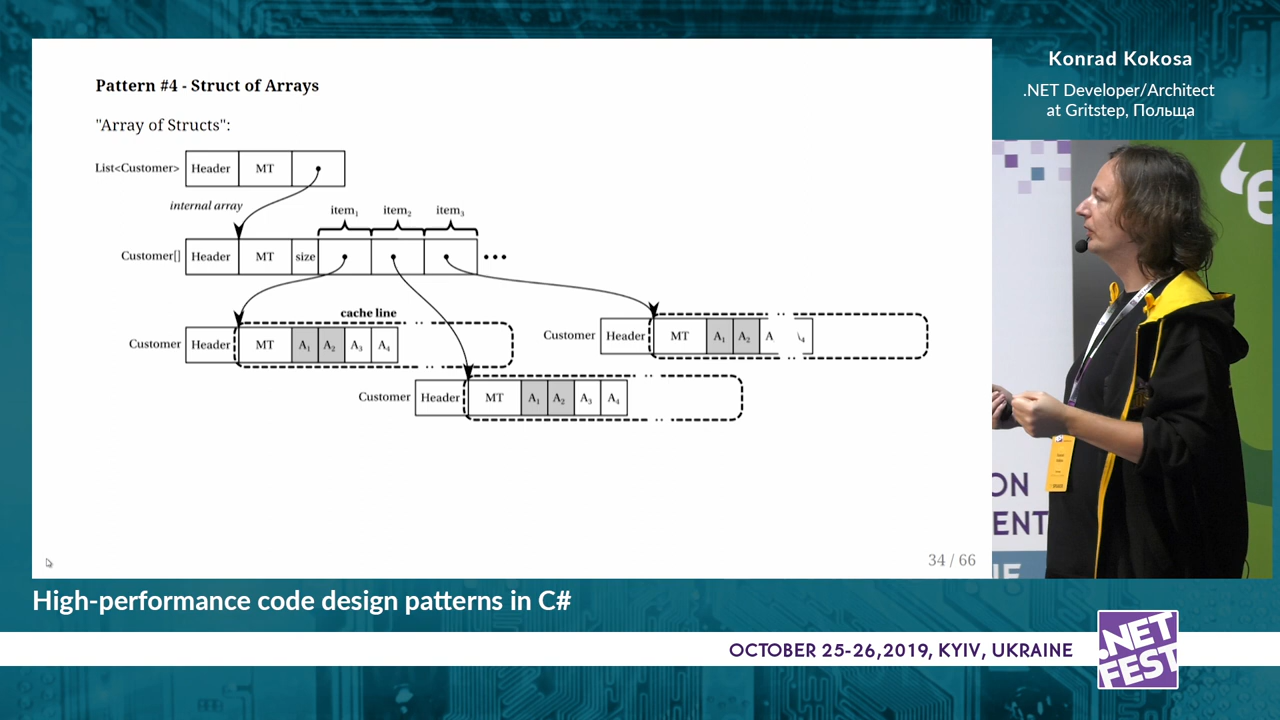 Pattern #4 - Struct of Arrays
"Array of Structs":
List<Customer> Header MT
internal array
item₁ item₂ item₃
Customer[] Header MT size
cache line
Customer Header MT A₁ A₂ A₃ A₄
Customer Header MT A₁ A₂ A
Customer Header MT A₁ A₂ A₃ A₄
34 / 66
Konrad Kokosa
.NET Developer/Architect
at Gritstep, Польща
ON
ENT
High-performance code design patterns in C#
OCTOBER 25-26,2019, KYIV, UKRAINE
.NET
FEST